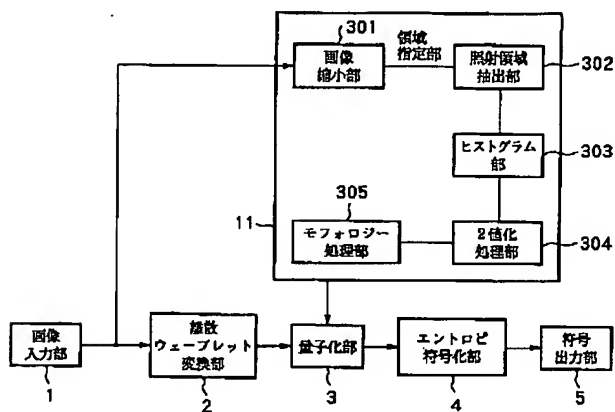 301
画像
縮小部
領域
指定部
照射領域
抽出部
302
ヒストグラム
部
303
305
モフォロジー
処理部
2値化
処理部
304
11
画像
入力部
1
離散
ウェーブレット
変換部
2
量子化部
3
エントロピ
符号化部
4
符号
出力部
5